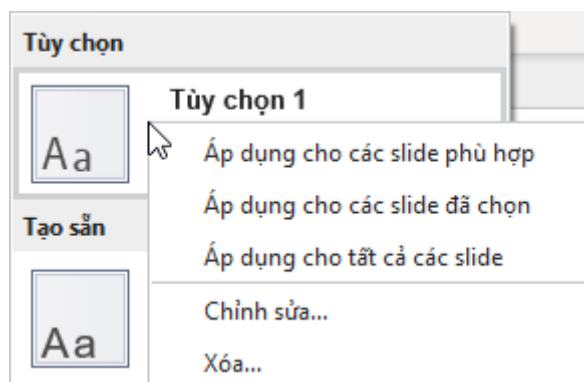 Tùy chọn
Aa
Tùy chọn 1
Áp dụng cho các slide phù hợp
Áp dụng cho các slide đã chọn
Áp dụng cho tất cả các slide
Chỉnh sửa...
Xóa...
Tạo sẵn
Aa